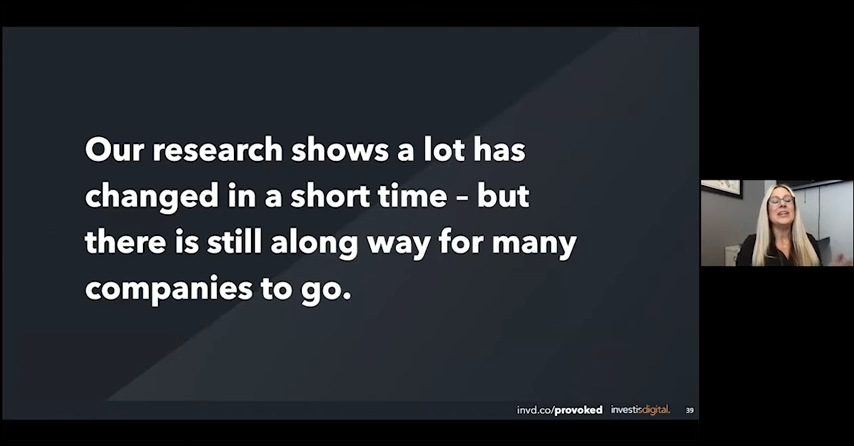 Our research shows a lot has
changed in a short time – but
there is still along way for many
companies to go.
invd.co/provoked investisdigital. 39